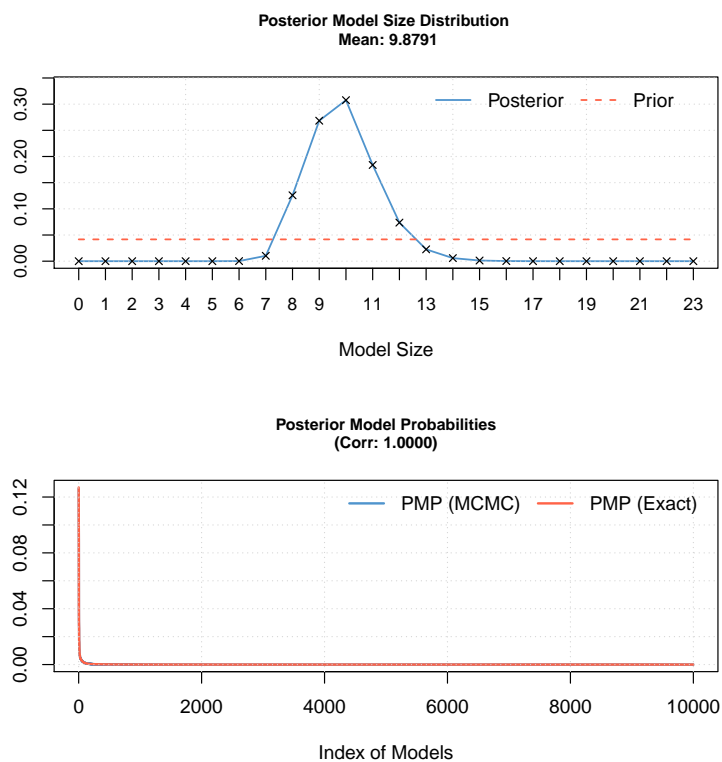 Posterior Model Size Distribution
Mean: 9.8791
Posterior Prior
0.00 0.10 0.20 0.30
0 1 2 3 4 5 6 7 8 9 11 13 15 17 19 21 23
Model Size
Posterior Model Probabilities
(Corr: 1.0000)
PMP (MCMC) PMP (Exact)
0.00 0.04 0.08 0.12
0 2000 4000 6000 8000 10000
Index of Models